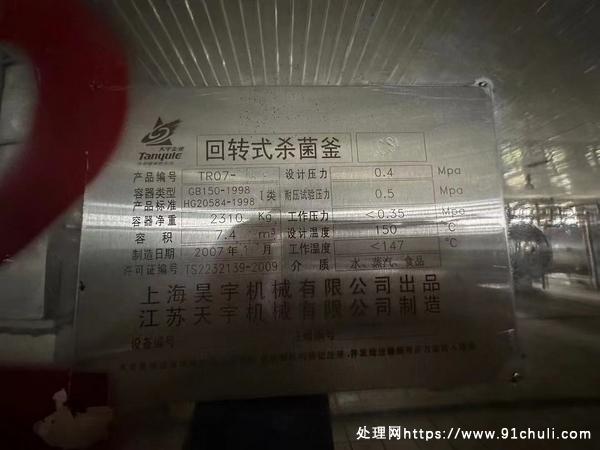 天宇企业
Tanyule
回转式杀菌釜
产品编号 TR07- 设计压力 0.4 Mpa
容器类型 GB150-1998 I类 耐压试验压力 0.5 Mpa
产品标准 HG20584-1998
容器净重 2310 Kg 工作压力 <0.35 Mpa
容 积 7.4 m³ 设计温度 150 ℃
制造日期 2007年1 月 工作温度 <147 ℃
许可证编号 TS2232139-2009 介 质 水、蒸汽、食品
上海昊宇机械有限公司出品
江苏天宇机械有限公司制造
设备编号
处理网https://www.91chuli.com/